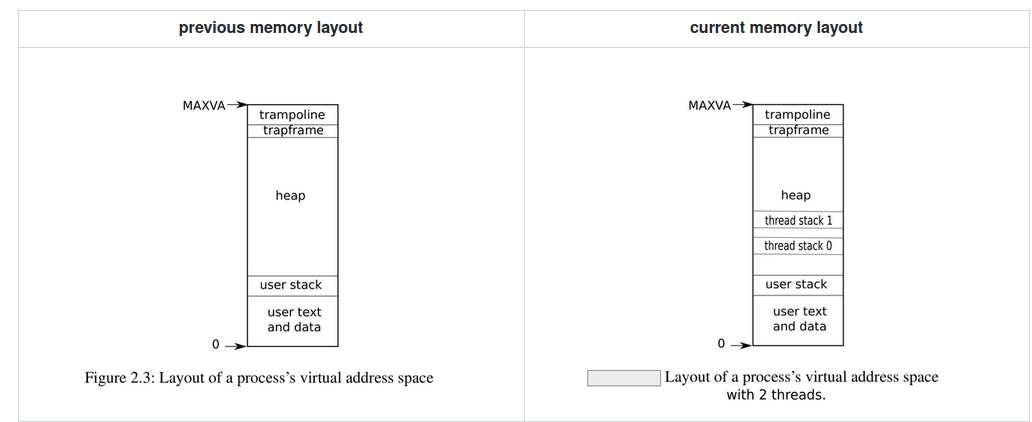 previous memory layout
current memory layout
MAXVA
trampoline
trapframe
heap
user stack
user text
and data
0
Figure 2.3: Layout of a process's virtual address space
MAXVA
trampoline
trapframe
heap
thread stack 1
thread stack 0
user stack
user text
and data
0
Layout of a process's virtual address space
with 2 threads.